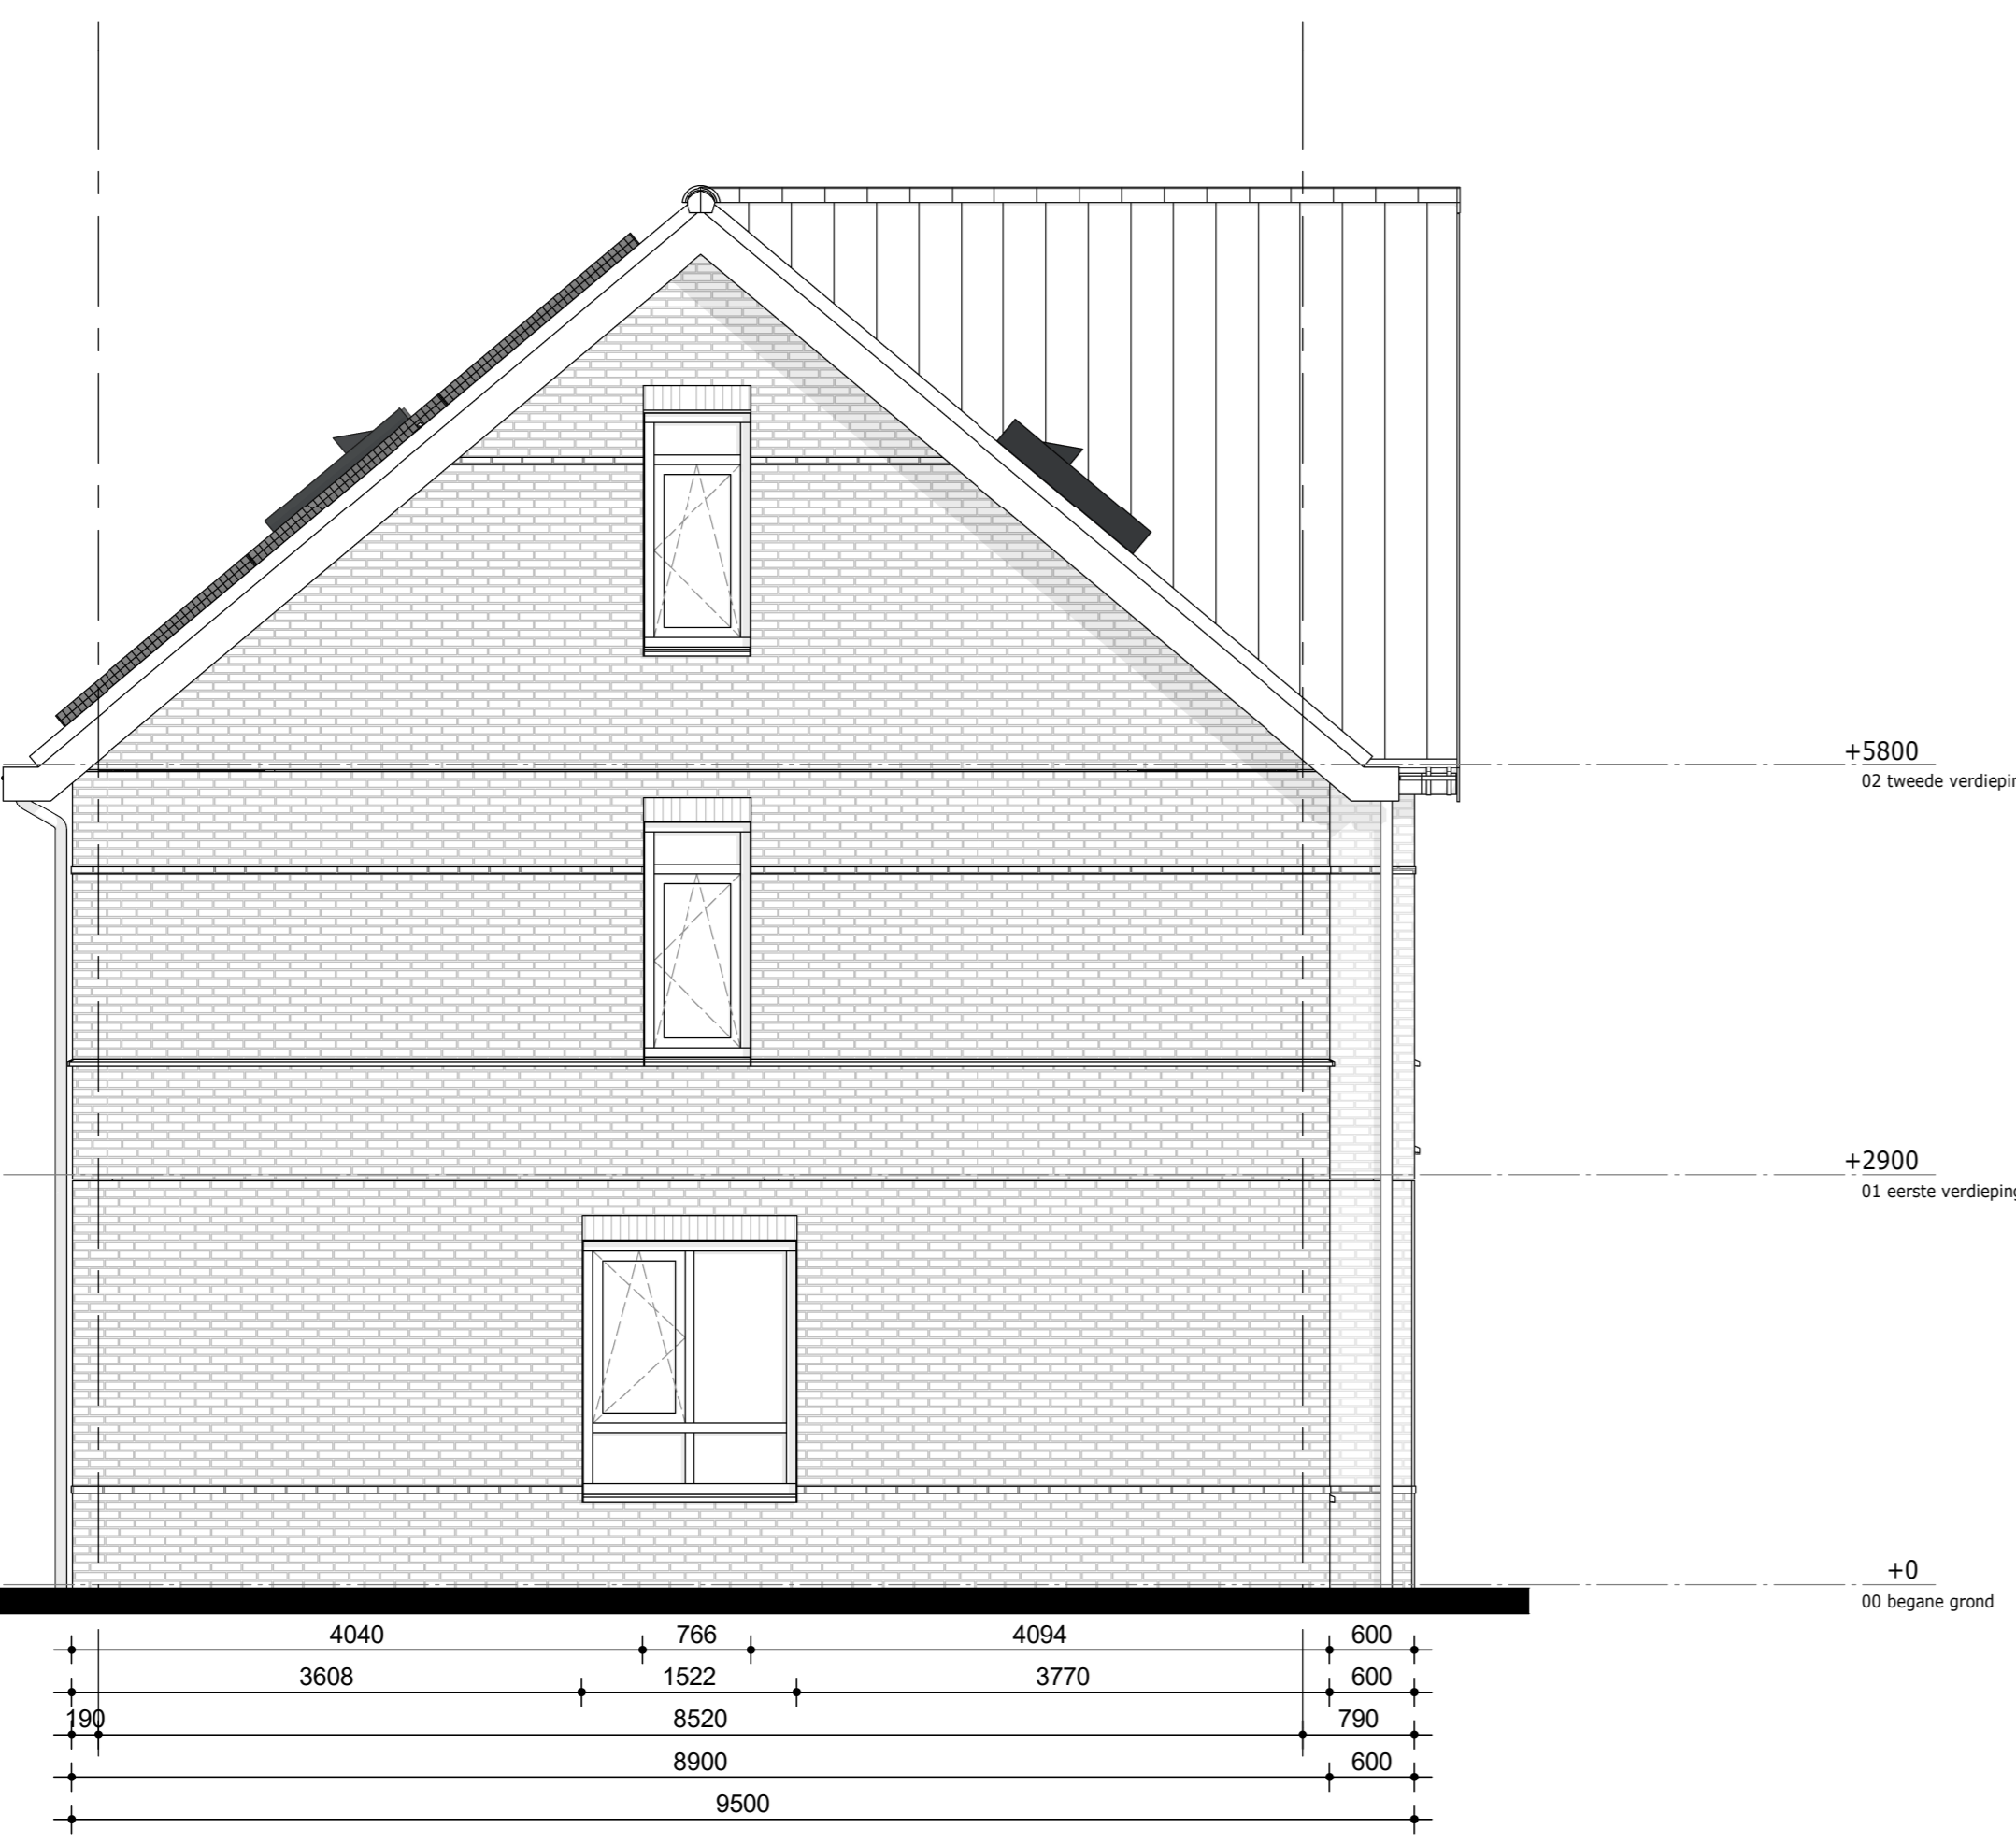 +5800
02 tweede verdiepin
+2900
01 eerste verdieping
+0
00 begane grond
4040 766 4094 600
3608 1522 3770 600
190 8520 790
8900 600
9500